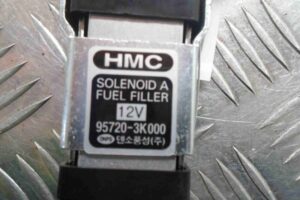 HMC
SOLENOID A
FUEL FILLER
12V
95720-3K000
덴소풍성(주)